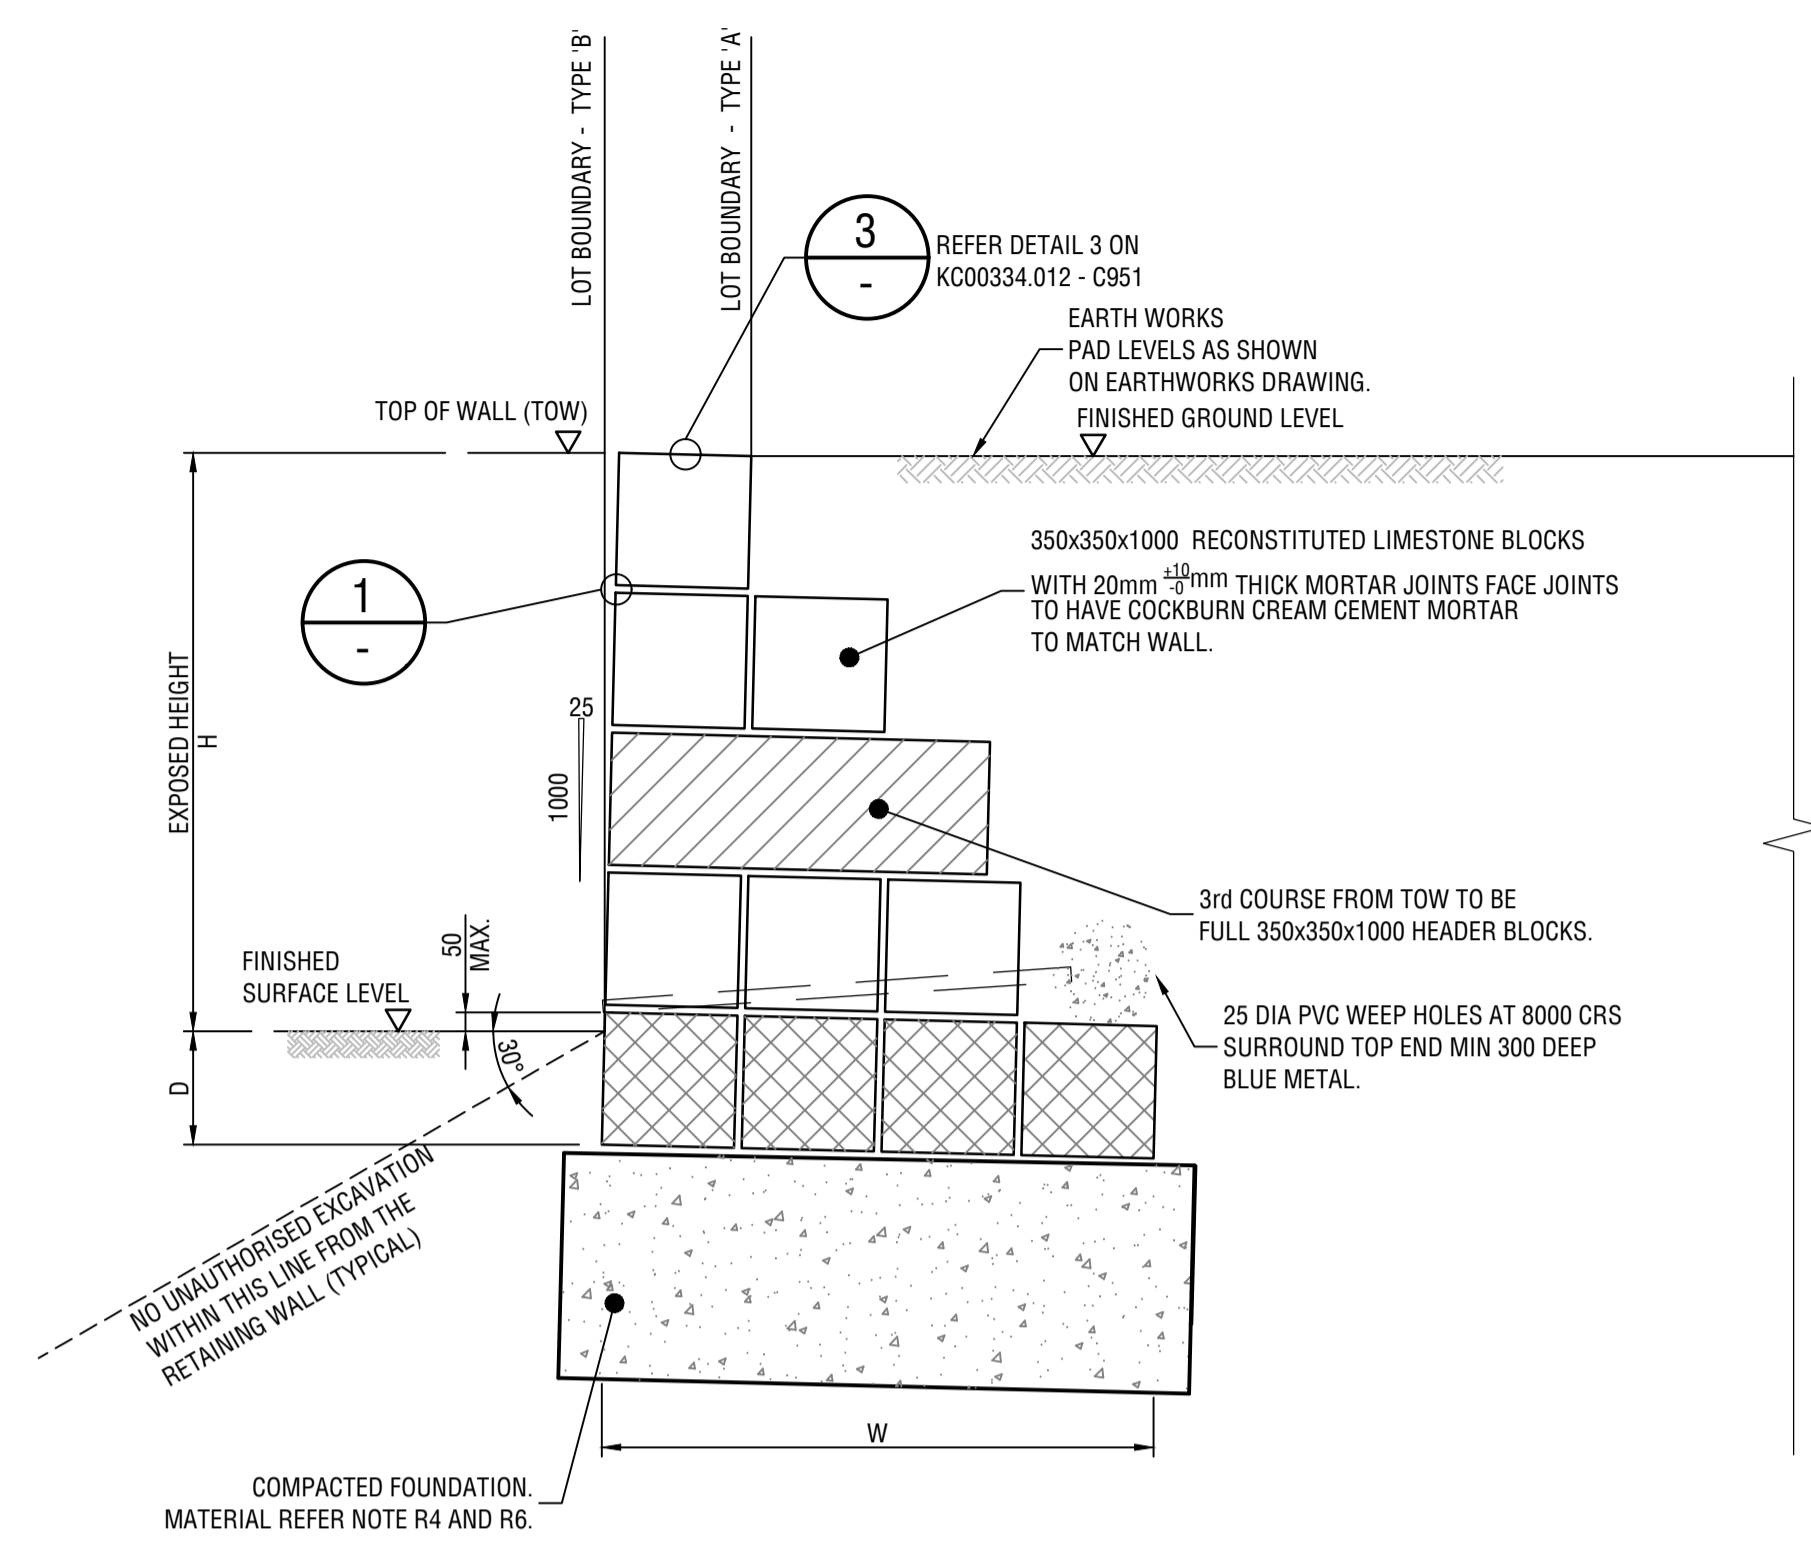 LOT BOUNDARY - TYPE 'B'
LOT BOUNDARY - TYPE 'A'
3
-
REFER DETAIL 3 ON
KC00334.012 - C951
EARTH WORKS
PAD LEVELS AS SHOWN
ON EARTHWORKS DRAWING.
FINISHED GROUND LEVEL
TOP OF WALL (TOW)
350x350x1000 RECONSTITUTED LIMESTONE BLOCKS
WITH 20mm +10/-0 mm THICK MORTAR JOINTS FACE JOINTS
TO HAVE COCKBURN CREAM CEMENT MORTAR
TO MATCH WALL.
1
-
EXPOSED HEIGHT
H
25
1000
3rd COURSE FROM TOW TO BE
FULL 350x350x1000 HEADER BLOCKS.
50
MAX.
FINISHED
SURFACE LEVEL
30°
D
25 DIA PVC WEEP HOLES AT 8000 CRS
SURROUND TOP END MIN 300 DEEP
BLUE METAL.
NO UNAUTHORISED EXCAVATION
WITHIN THIS LINE FROM THE
RETAINING WALL (TYPICAL)
W
COMPACTED FOUNDATION.
MATERIAL REFER NOTE R4 AND R6.